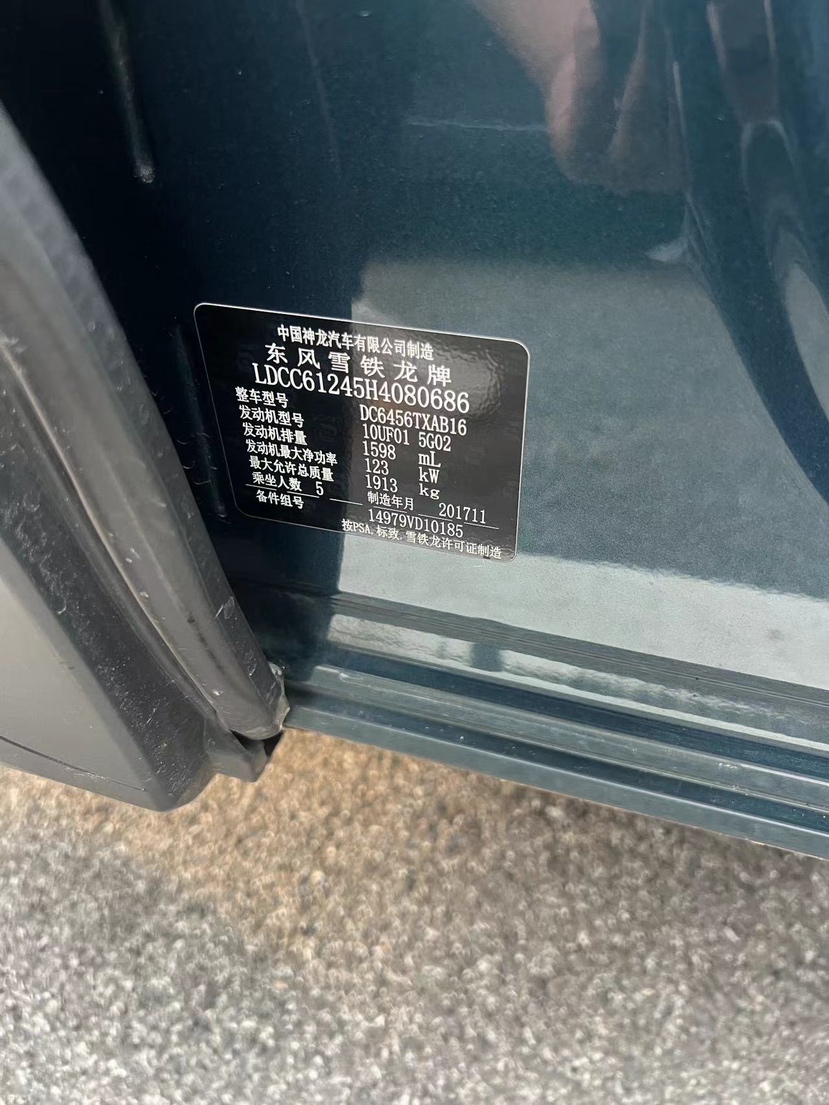 中国神龙汽车有限公司制造
东风雪铁龙牌
LDCC61245H4080686
整车型号 DC6456TXAB16
发动机型号 10UF01 5G02
发动机排量 1598 mL
发动机最大净功率 123 kW
最大允许总质量 1913 kg
乘坐人数 5 制造年月 201711
备件组号 14979VD10185
按PSA.标致.雪铁龙许可证制造